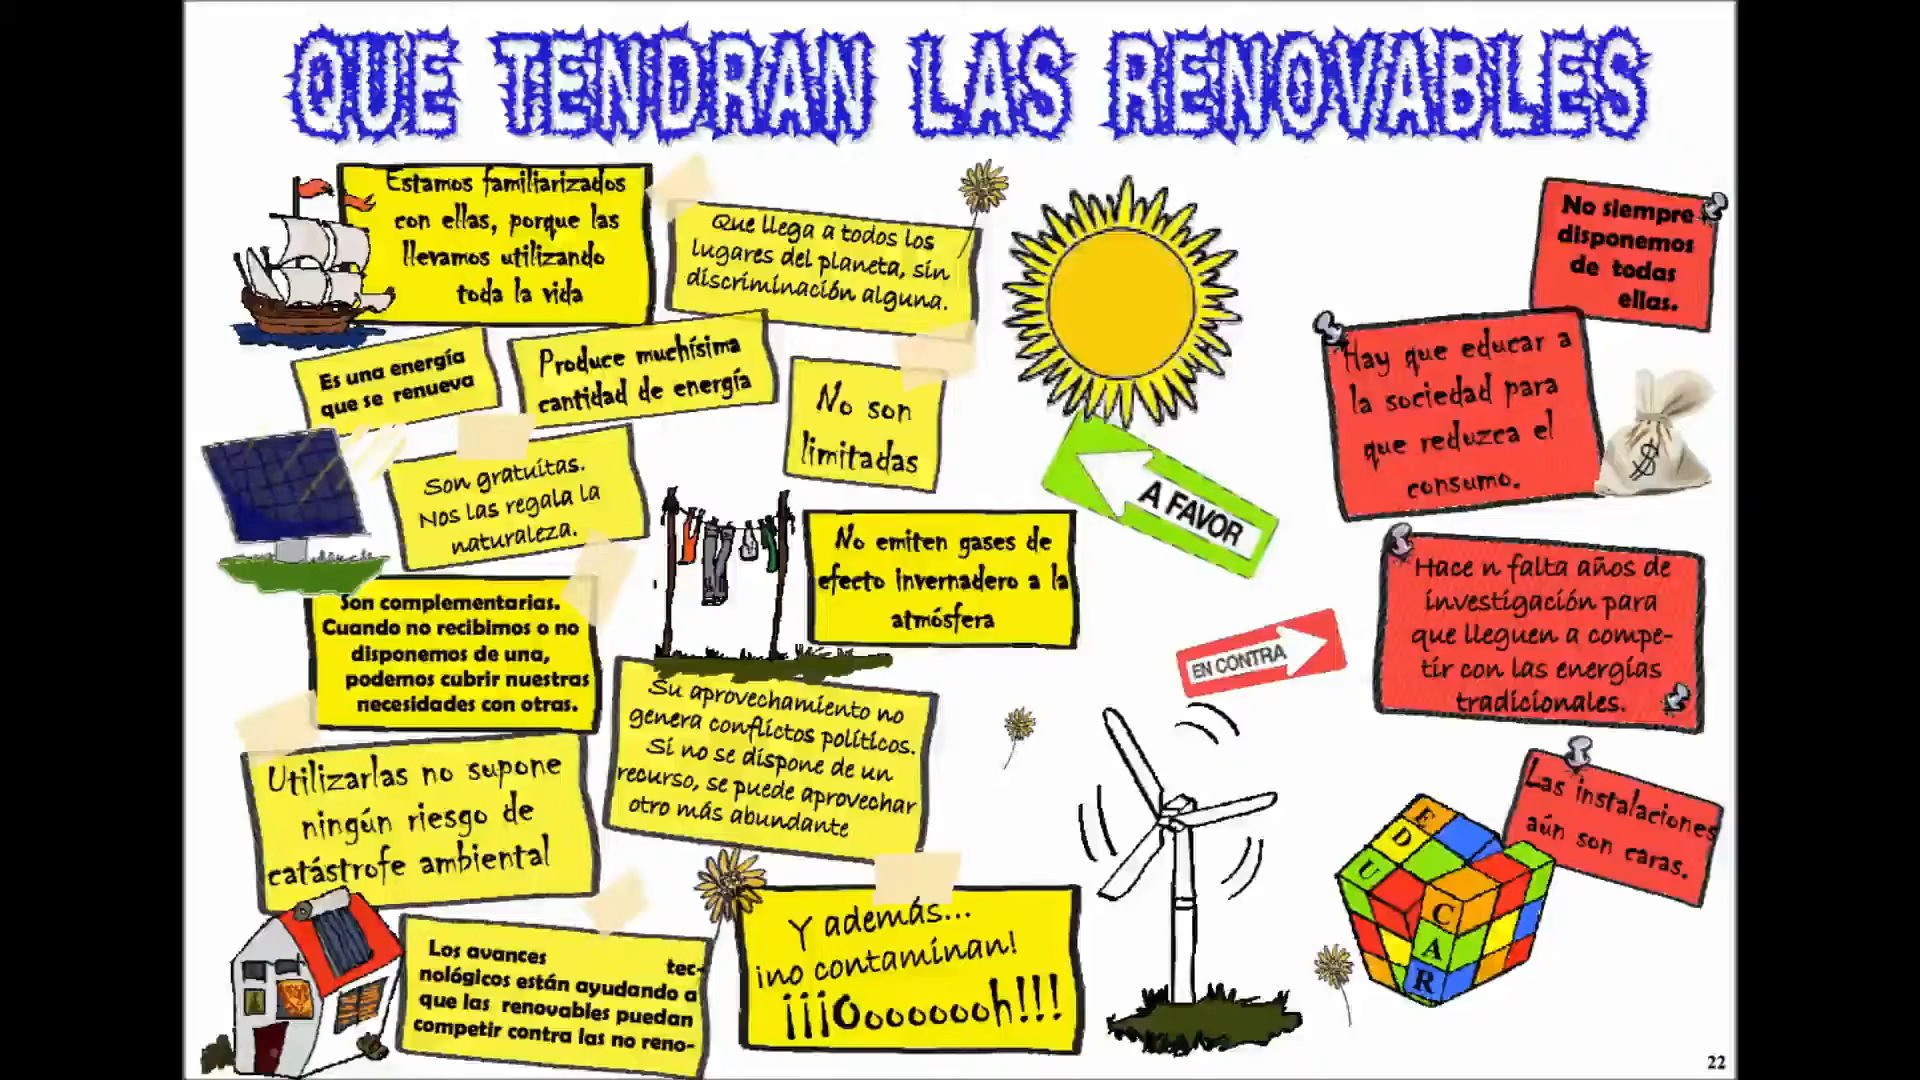 QUE TENDRAN LAS RENOVABLES
Estamos familiarizados
con ellas, porque las
llevamos utilizando
toda la vida
Que llega a todos los
lugares del planeta, sin
discriminación alguna.
Es una energía
que se renueva
Produce muchísima
cantidad de energía
No son
limitadas
Son gratuitas.
Nos las regala la
naturaleza.
No emiten gases de
efecto invernadero a la
atmósfera
Son complementarias.
Cuando no recibimos o no
disponemos de una,
podemos cubrir nuestras
necesidades con otras.
Su aprovechamiento no
genera conflictos políticos.
Si no se dispone de un
recurso, se puede aprovechar
otro más abundante
Utilizarlas no supone
ningún riesgo de
catástrofe ambiental
Los avances tec-
nológicos están ayudando a
que las renovables puedan
competir contra las no reno-
Y además...
¡no contaminan!
¡¡¡Ooooooooh!!!
A FAVOR
EN CONTRA
No siempre
disponemos
de todas
ellas.
Hay que educar a
la sociedad para
que reduzca el
consumo.
$
Hace n falta años de
investigación para
que lleguen a compe-
tir con las energías
tradicionales.
Las instalaciones
aún son caras.
E
D
U
C
A
R
22